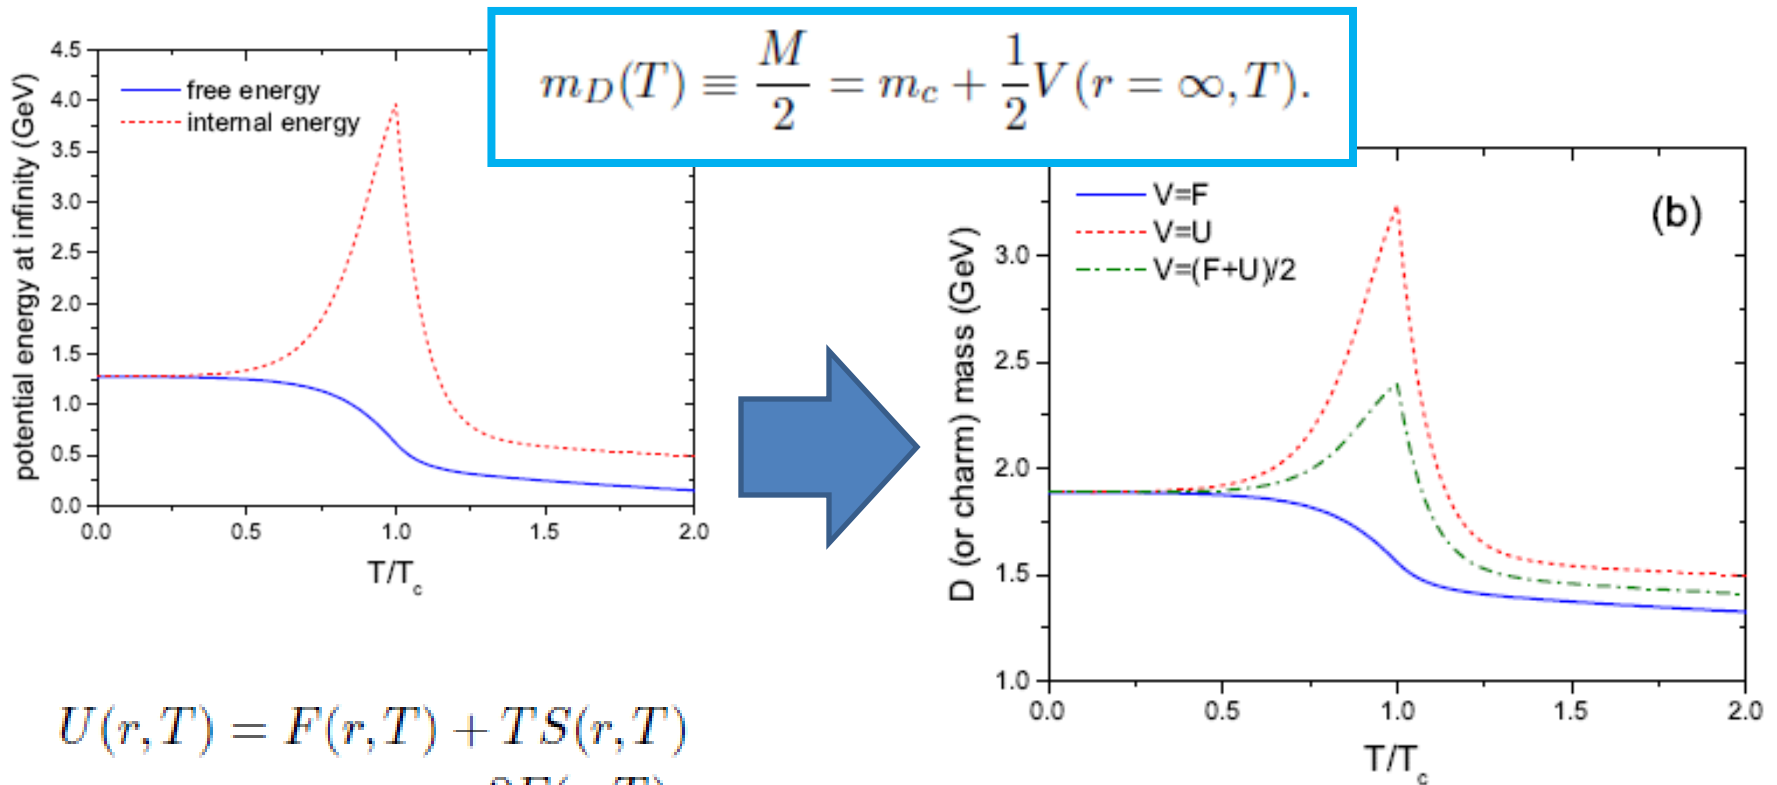 m_D(T) ≡ M/2 = m_c + 1/2 V(r = ∞, T).
potential energy at infinity (GeV)
4.5
4.0
3.5
3.0
2.5
2.0
1.5
1.0
0.5
0.0
free energy
internal energy
0.0 0.5 1.0 1.5 2.0
T/T_c
D (or charm) mass (GeV)
3.0
2.5
2.0
1.5
1.0
V=F
V=U
V=(F+U)/2
(b)
0.0 0.5 1.0 1.5 2.0
T/T_c
U(r,T) = F(r,T) + TS(r,T)